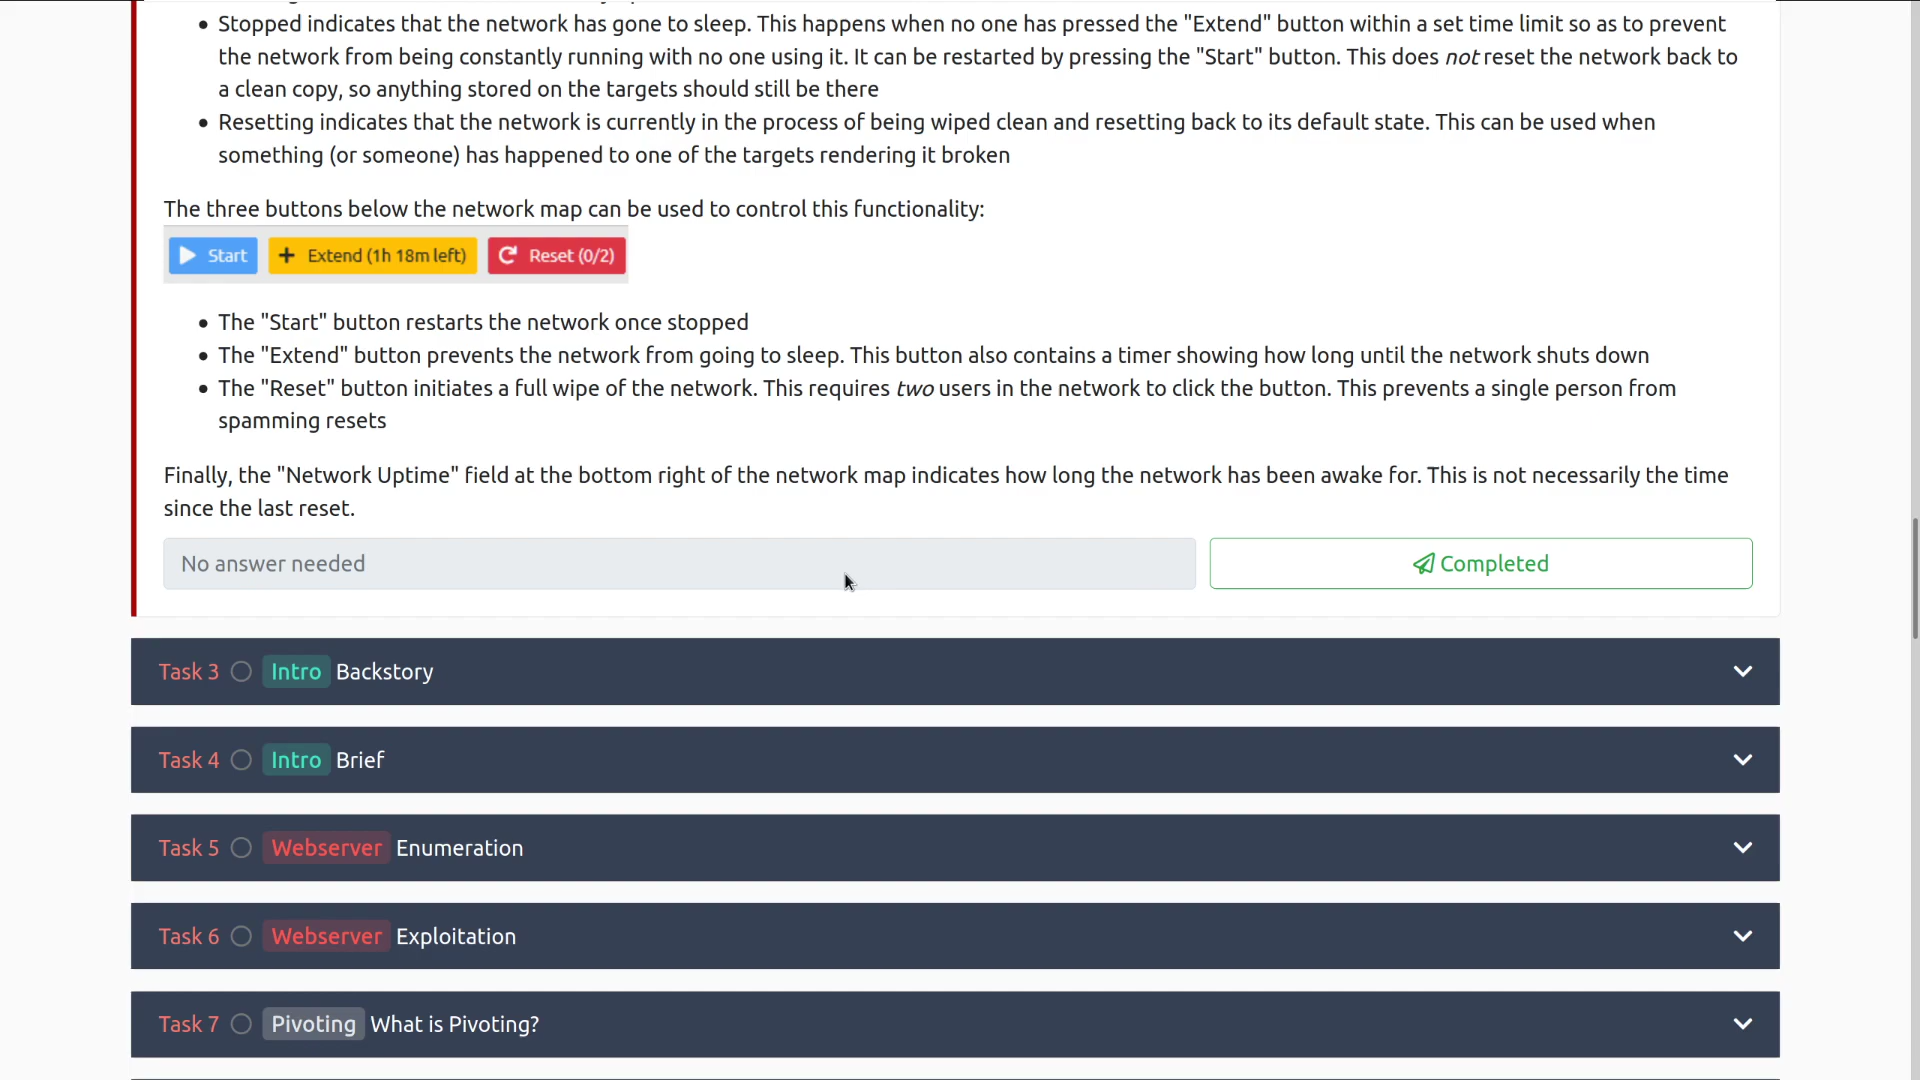 Stopped indicates that the network has gone to sleep. This happens when no one has pressed the "Extend" button within a set time limit so as to prevent
the network from being constantly running with no one using it. It can be restarted by pressing the "Start" button. This does not reset the network back to
a clean copy, so anything stored on the targets should still be there
Resetting indicates that the network is currently in the process of being wiped clean and resetting back to its default state. This can be used when
something (or someone) has happened to one of the targets rendering it broken
The three buttons below the network map can be used to control this functionality:
Start Extend (1h 18m left) Reset (0/2)
The "Start" button restarts the network once stopped
The "Extend" button prevents the network from going to sleep. This button also contains a timer showing how long until the network shuts down
The "Reset" button initiates a full wipe of the network. This requires two users in the network to click the button. This prevents a single person from
spamming resets
Finally, the "Network Uptime" field at the bottom right of the network map indicates how long the network has been awake for. This is not necessarily the time
since the last reset.
No answer needed Completed
Task 3 Intro Backstory
Task 4 Intro Brief
Task 5 Webserver Enumeration
Task 6 Webserver Exploitation
Task 7 Pivoting What is Pivoting?